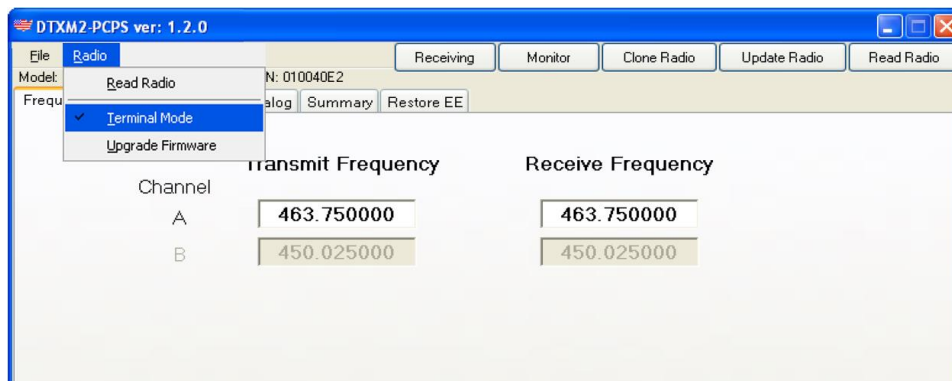 DTXM2-PCPS ver: 1.2.0
File Radio Receiving Monitor Clone Radio Update Radio Read Radio
Model: N: 010040E2
Read Radio
Frequ alog Summary Restore EE
Terminal Mode
Upgrade Firmware
Transmit Frequency Receive Frequency
Channel
A 463.750000 463.750000
B 450.025000 450.025000